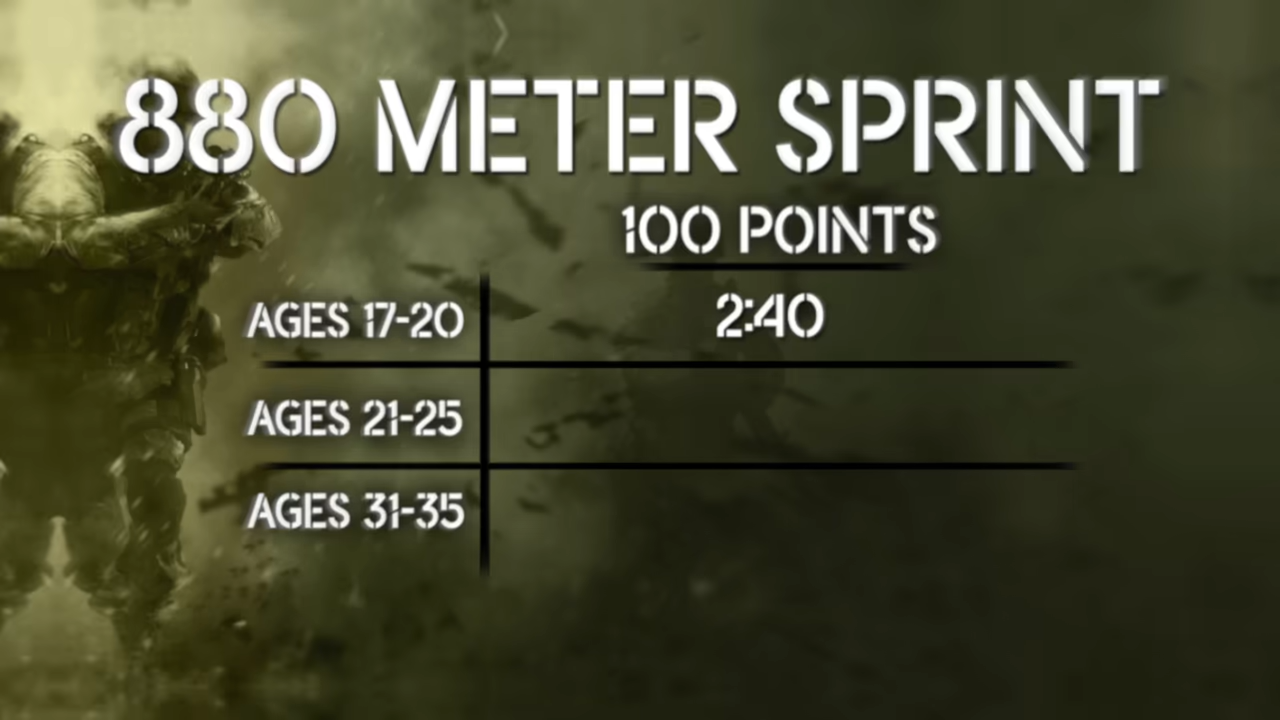 880 METER SPRINT
100 POINTS
AGES 17-20 2:40
AGES 21-25
AGES 31-35